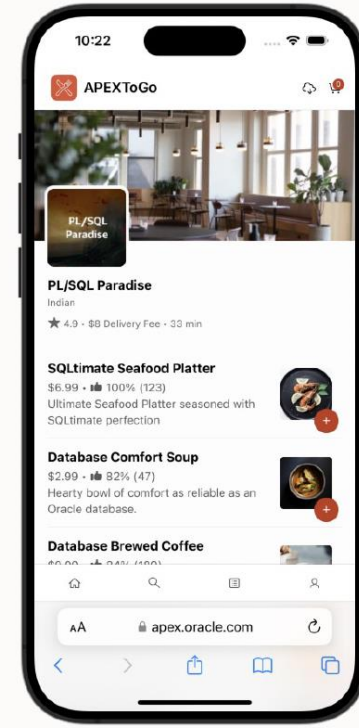 10:22
APEXToGo
0
PL/SQL
Paradise
PL/SQL Paradise
Indian
4.9 • $8 Delivery Fee • 33 min
SQLtimate Seafood Platter
$6.99 • 100% (123)
Ultimate Seafood Platter seasoned with
SQLtimate perfection
Database Comfort Soup
$2.99 • 82% (47)
Hearty bowl of comfort as reliable as an
Oracle database.
Database Brewed Coffee
AA apex.oracle.com